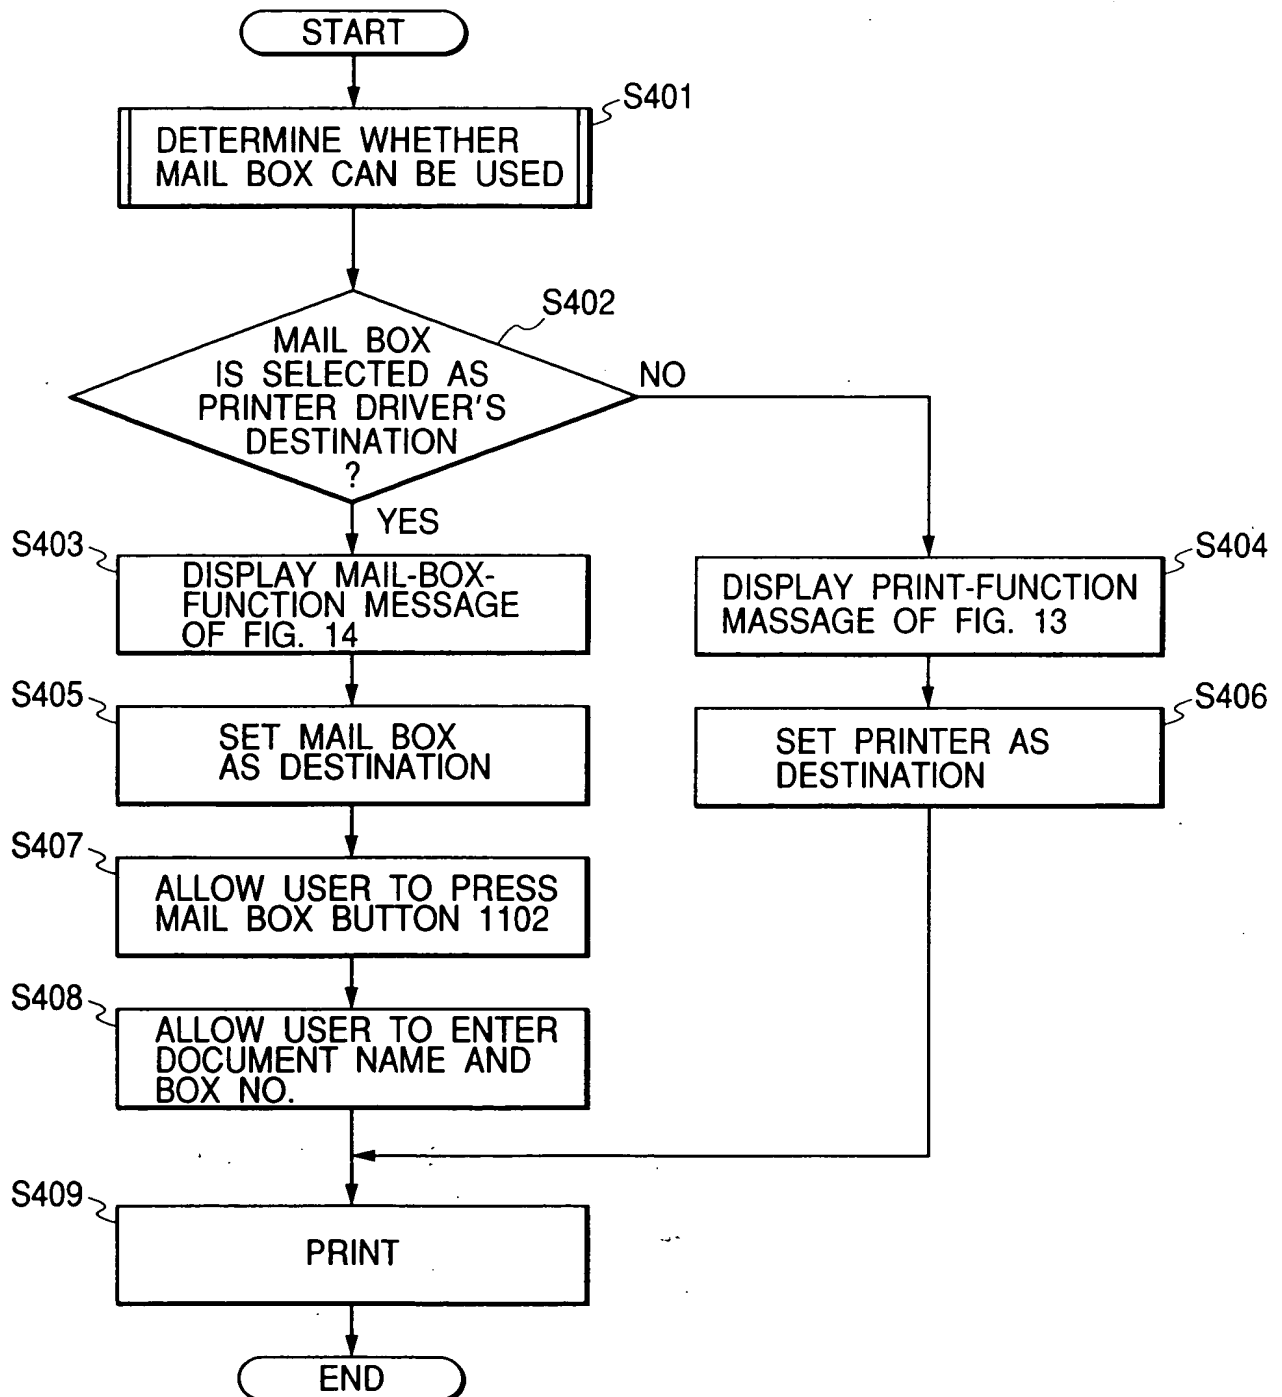 START
S401
DETERMINE WHETHER
MAIL BOX CAN BE USED
S402
MAIL BOX
IS SELECTED AS
PRINTER DRIVER'S
DESTINATION
?
NO
YES
S403
DISPLAY MAIL-BOX-
FUNCTION MESSAGE
OF FIG. 14
S404
DISPLAY PRINT-FUNCTION
MASSAGE OF FIG. 13
S405
SET MAIL BOX
AS DESTINATION
S406
SET PRINTER AS
DESTINATION
S407
ALLOW USER TO PRESS
MAIL BOX BUTTON 1102
S408
ALLOW USER TO ENTER
DOCUMENT NAME AND
BOX NO.
S409
PRINT
END